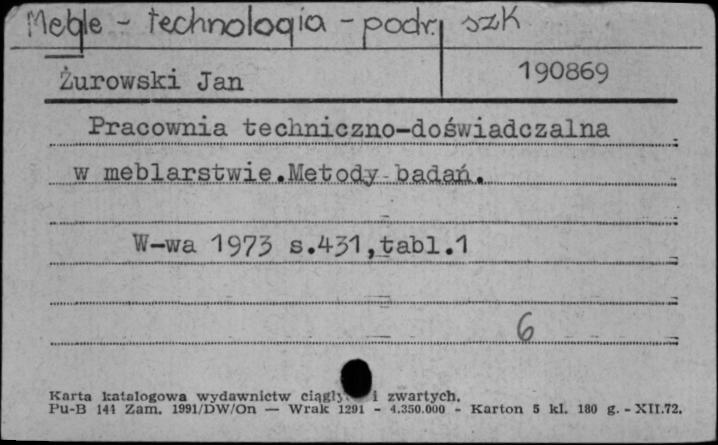 Meble - technologia - podr. szk
Żurowski Jan
190869
Pracownia techniczno-doświadczalna
w meblarstwie.Metody badań.
W-wa 1973 s.431,tabl.1
6
Karta katalogowa wydawnictw i zwartych.
Pu-B 141 Zam. 1991/DW/On — Wrak 1291 - 4.350.000 - Karton 5 kl. 180 g. - XII.72.